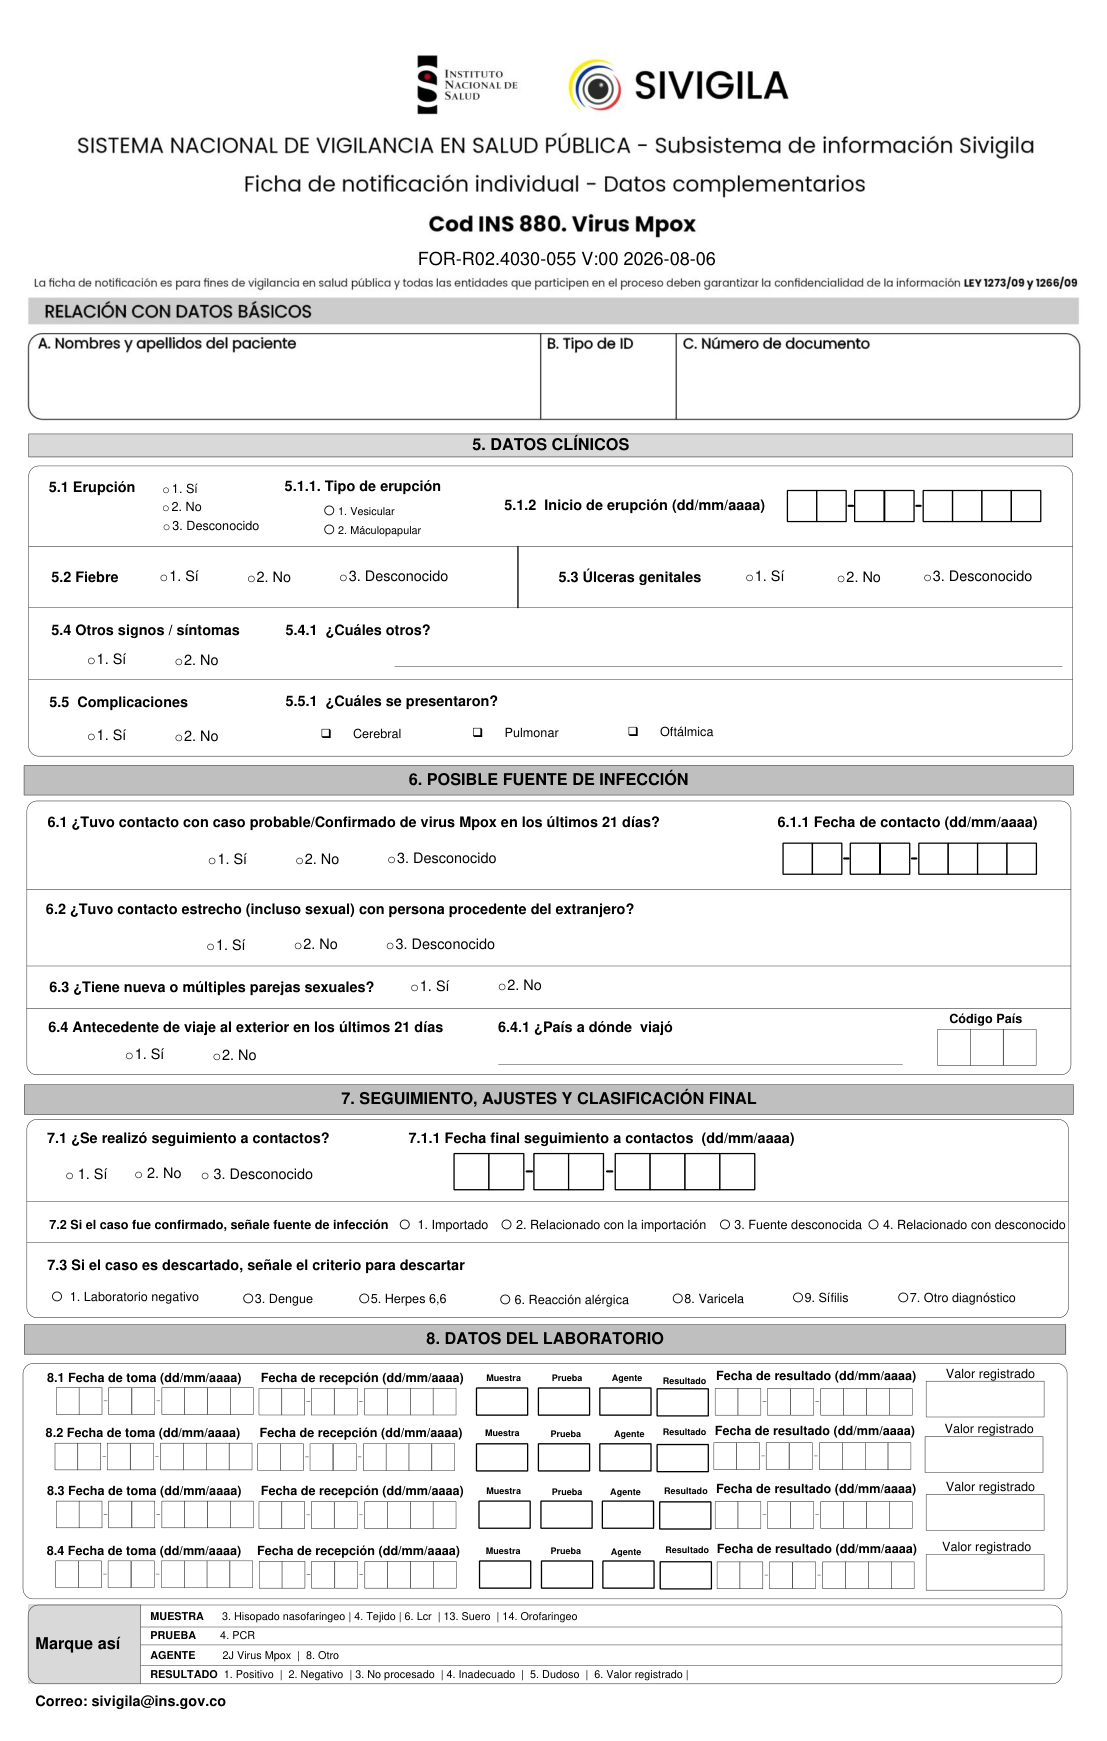 INSTITUTO
NACIONAL DE
SALUD
SIVIGILA
SISTEMA NACIONAL DE VIGILANCIA EN SALUD PÚBLICA - Subsistema de información Sivigila
Ficha de notificación individual - Datos complementarios
Cod INS 880. Virus Mpox
FOR-R02.4030-055 V:00 2026-08-06
La ficha de notificación es para fines de vigilancia en salud pública y todas las entidades que participen en el proceso deben garantizar la confidencialidad de la información LEY 1273/09 y 1266/09
RELACIÓN CON DATOS BÁSICOS
A. Nombres y apellidos del paciente B. Tipo de ID C. Número de documento
5. DATOS CLÍNICOS
5.1 Erupción 1. Sí 5.1.1. Tipo de erupción
2. No 1. Vesicular 5.1.2 Inicio de erupción (dd/mm/aaaa)
3. Desconocido 2. Máculopapular
5.2 Fiebre 1. Sí 2. No 3. Desconocido 5.3 Úlceras genitales 1. Sí 2. No 3. Desconocido
5.4 Otros signos / síntomas 5.4.1 ¿Cuáles otros?
1. Sí 2. No
5.5 Complicaciones 5.5.1 ¿Cuáles se presentaron?
1. Sí 2. No Cerebral Pulmonar Oftálmica
6. POSIBLE FUENTE DE INFECCIÓN
6.1 ¿Tuvo contacto con caso probable/Confirmado de virus Mpox en los últimos 21 días? 6.1.1 Fecha de contacto (dd/mm/aaaa)
1. Sí 2. No 3. Desconocido
6.2 ¿Tuvo contacto estrecho (incluso sexual) con persona procedente del extranjero?
1. Sí 2. No 3. Desconocido
6.3 ¿Tiene nueva o múltiples parejas sexuales? 1. Sí 2. No
6.4 Antecedente de viaje al exterior en los últimos 21 días 6.4.1 ¿País a dónde viajó Código País
1. Sí 2. No
7. SEGUIMIENTO, AJUSTES Y CLASIFICACIÓN FINAL
7.1 ¿Se realizó seguimiento a contactos? 7.1.1 Fecha final seguimiento a contactos (dd/mm/aaaa)
1. Sí 2. No 3. Desconocido
7.2 Si el caso fue confirmado, señale fuente de infección 1. Importado 2. Relacionado con la importación 3. Fuente desconocida 4. Relacionado con desconocido
7.3 Si el caso es descartado, señale el criterio para descartar
1. Laboratorio negativo 3. Dengue 5. Herpes 6,6 6. Reacción alérgica 8. Varicela 9. Sífilis 7. Otro diagnóstico
8. DATOS DEL LABORATORIO
8.1 Fecha de toma (dd/mm/aaaa) Fecha de recepción (dd/mm/aaaa) Muestra Prueba Agente Resultado Fecha de resultado (dd/mm/aaaa) Valor registrado
8.2 Fecha de toma (dd/mm/aaaa) Fecha de recepción (dd/mm/aaaa) Muestra Prueba Agente Resultado Fecha de resultado (dd/mm/aaaa) Valor registrado
8.3 Fecha de toma (dd/mm/aaaa) Fecha de recepción (dd/mm/aaaa) Muestra Prueba Agente Resultado Fecha de resultado (dd/mm/aaaa) Valor registrado
8.4 Fecha de toma (dd/mm/aaaa) Fecha de recepción (dd/mm/aaaa) Muestra Prueba Agente Resultado Fecha de resultado (dd/mm/aaaa) Valor registrado
Marque así
MUESTRA 3. Hisopado nasofaringeo | 4. Tejido | 6. Lcr | 13. Suero | 14. Orofaringeo
PRUEBA 4. PCR
AGENTE 2J Virus Mpox | 8. Otro
RESULTADO 1. Positivo | 2. Negativo | 3. No procesado | 4. Inadecuado | 5. Dudoso | 6. Valor registrado |
Correo: sivigila@ins.gov.co